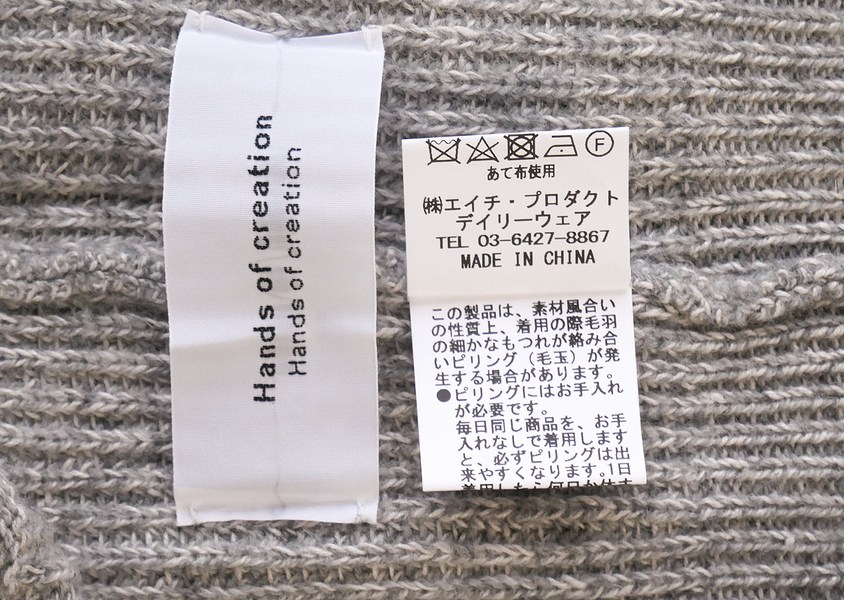 Hands of creation
Hands of creation
F
あて布使用
㈱エイチ・プロダクト
デイリーウェア
TEL 03-6427-8867
MADE IN CHINA
この製品は、素材風合い
の性質上、着用の際毛羽
の細かなもつれが絡み合
いピリング（毛玉）が発
生する場合があります。
●ピリングにはお手入れ
が必要です。
毎日同じ商品を、お手
入れなしで着用します
と、必ずピリングは出
来やすくなります。1日